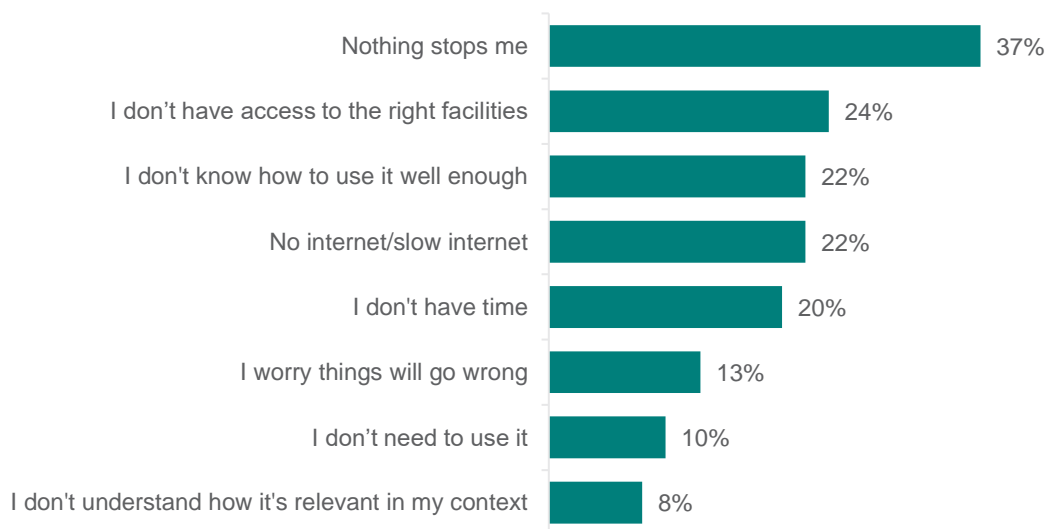 Nothing stops me 37%
I don’t have access to the right facilities 24%
I don't know how to use it well enough 22%
No internet/slow internet 22%
I don't have time 20%
I worry things will go wrong 13%
I don’t need to use it 10%
I don't understand how it's relevant in my context 8%